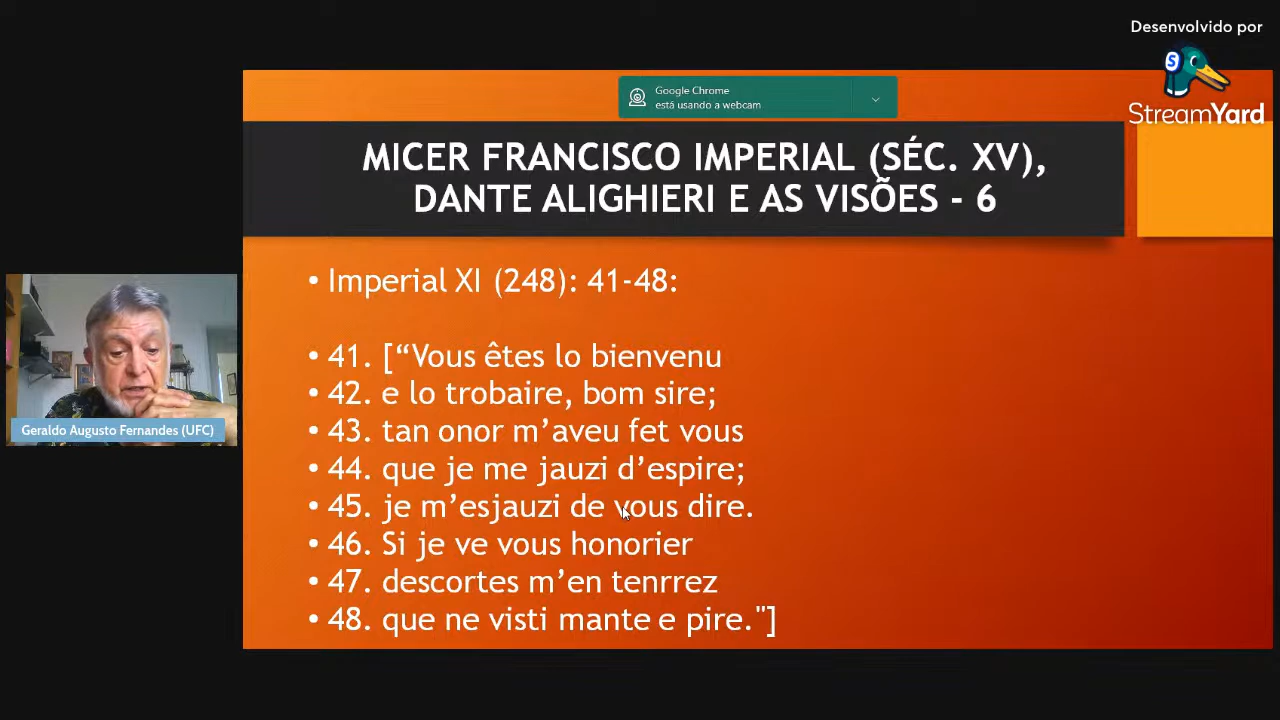 Desenvolvido por
StreamYard
Google Chrome
está usando a webcam
MICER FRANCISCO IMPERIAL (SÉC. XV),
DANTE ALIGHIERI E AS VISÕES - 6
• Imperial XI (248): 41-48:
• 41. [“Vous êtes lo bienvenu
• 42. e lo trobaire, bom sire;
• 43. tan onor m’aveu fet vous
• 44. que je me jauzi d’espire;
• 45. je m’esjauzi de vous dire.
• 46. Si je ve vous honorier
• 47. descortes m’en tenrrez
• 48. que ne visti mante e pire."]
Geraldo Augusto Fernandes (UFC)